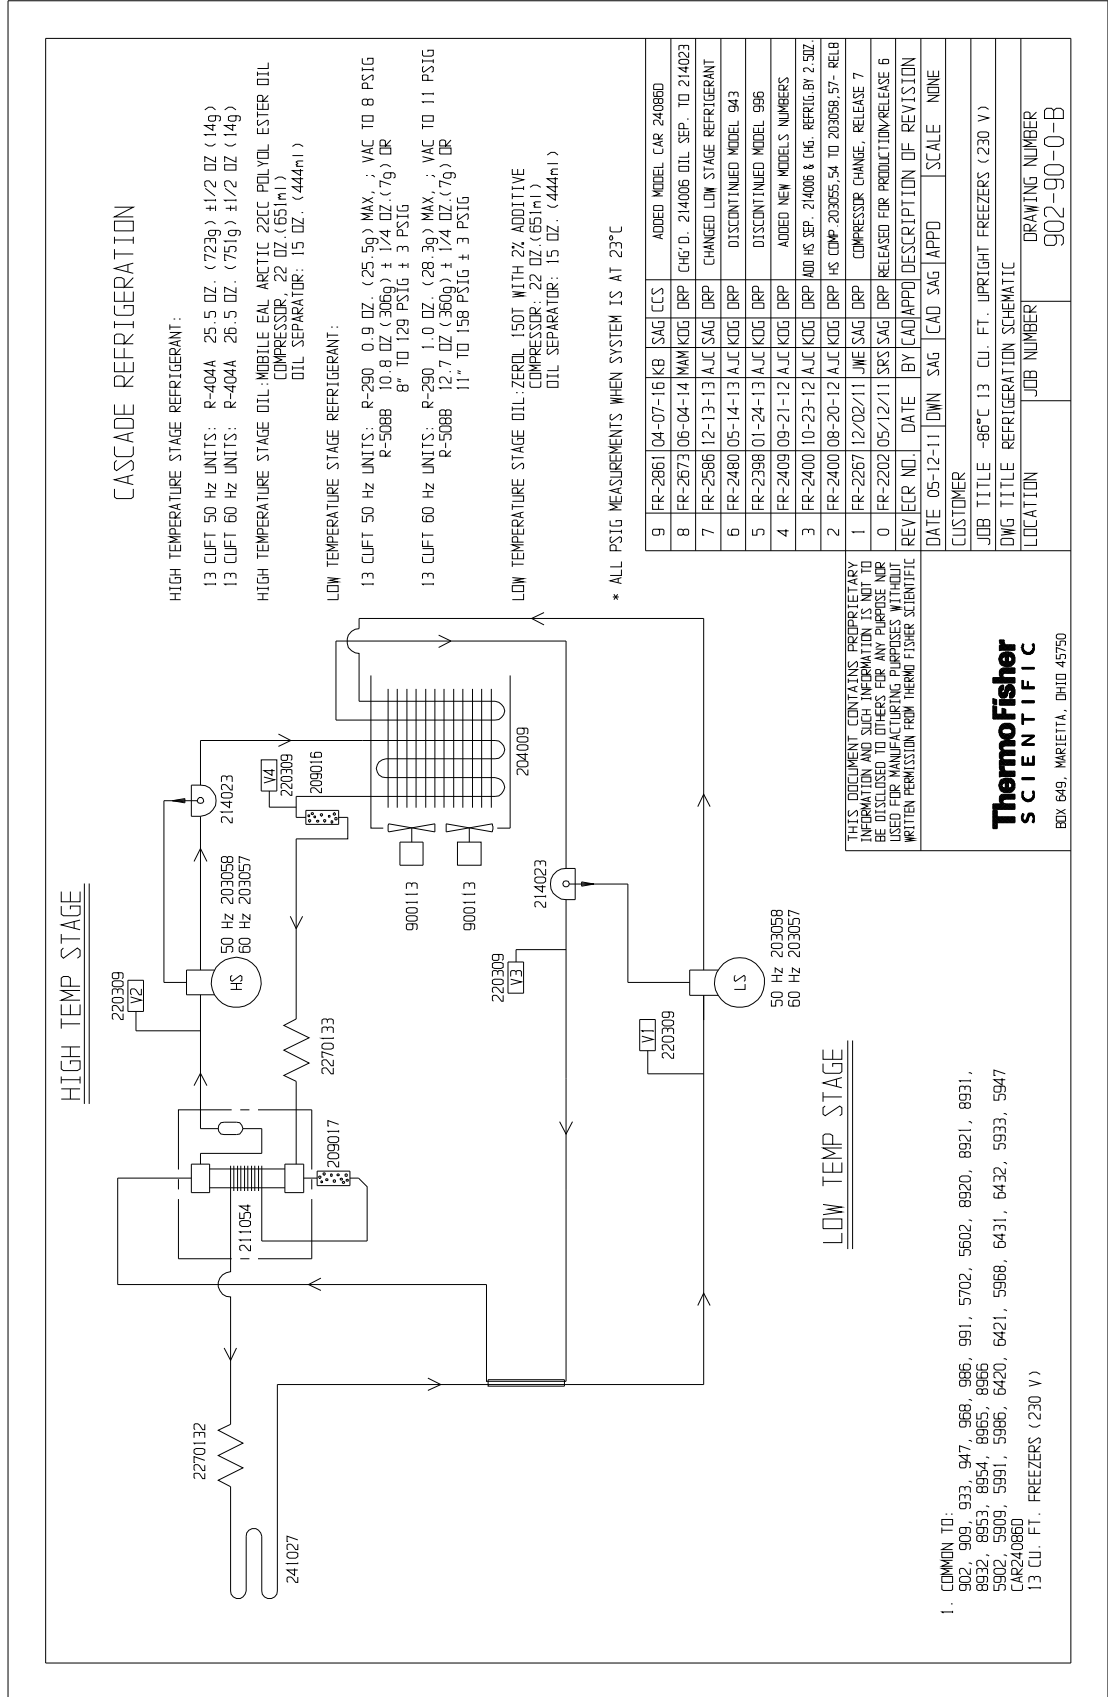 CASCADE REFRIGERATION
HIGH TEMPERATURE STAGE REFRIGERANT:
13 CUFT 50 Hz UNITS: R-404A 25.5 OZ. (723g) ±1/2 OZ (14g)
13 CUFT 60 Hz UNITS: R-404A 26.5 OZ. (751g) ±1/2 OZ (14g)
HIGH TEMPERATURE STAGE OIL:MOBILE EAL ARCTIC 22CC POLYOL ESTER OIL
COMPRESSOR, 22 OZ.(651ml)
OIL SEPARATOR: 15 OZ. (444ml)
LOW TEMPERATURE STAGE REFRIGERANT:
13 CUFT 50 Hz UNITS: R-290 0.9 OZ. (25.5g) MAX, ; VAC TO 8 PSIG
R-508B 10.8 OZ (306g) ± 1/4 OZ.(7g) OR
8" TO 129 PSIG ± 3 PSIG
13 CUFT 60 Hz UNITS: R-290 1.0 OZ. (28.3g) MAX, ; VAC TO 11 PSIG
R-508B 12.7 OZ (360g) ± 1/4 OZ.(7g) OR
11" TO 158 PSIG ± 3 PSIG
LOW TEMPERATURE STAGE OIL:ZEROL 150T WITH 2% ADDITIVE
COMPRESSOR: 22 OZ.(651ml)
OIL SEPARATOR: 15 OZ. (444ml)
* ALL PSIG MEASUREMENTS WHEN SYSTEM IS AT 23°C
HIGH TEMP STAGE
220309
V2
HS
50 Hz 203058
60 Hz 203057
214023
V4
220309
209016
204009
900113
900113
2270133
209017
211054
2270132
241027
214023
220309
V3
LS
50 Hz 203058
60 Hz 203057
V1
220309
LOW TEMP STAGE
1. COMMON TO:
902, 909, 933, 947, 968, 986, 991, 5702, 5602, 8920, 8921, 8931,
8932, 8953, 8954, 8965, 8966
5902, 5909, 5991, 5986, 6420, 6421, 5968, 6431, 6432, 5933, 5947
CAR24086D
13 CU. FT. FREEZERS (230 V)
9 FR-2861 04-07-16 KB SAG CCS ADDED MODEL CAR 24086D
8 FR-2673 06-04-14 MAM KDG DRP CHG'D. 214006 OIL SEP. TO 214023
7 FR-2586 12-13-13 AJC SAG DRP CHANGED LOW STAGE REFRIGERANT
6 FR-2480 05-14-13 AJC KDG DRP DISCONTINUED MODEL 943
5 FR-2398 01-24-13 AJC KDG DRP DISCONTINUED MODEL 996
4 FR-2409 09-21-12 AJC KDG DRP ADDED NEW MODELS NUMBERS
3 FR-2400 10-23-12 AJC KDG DRP ADD HS SEP. 214006 & CHG. REFRIG.BY 2.5OZ.
2 FR-2400 08-20-12 AJC KDG DRP HS COMP.203055,54 TO 203058,57- REL8
1 FR-2267 12/02/11 JWE SAG DRP COMPRESSOR CHANGE, RELEASE 7
0 FR-2202 05/12/11 SRS SAG DRP RELEASED FOR PRODUCTION/RELEASE 6
REV ECR NO. DATE BY CAD APPD DESCRIPTION OF REVISION
DATE 05-12-11 DWN SAG CAD SAG APPD SCALE NONE
CUSTOMER
JOB TITLE -86°C 13 CU. FT. UPRIGHT FREEZERS (230 V)
DWG TITLE REFRIGERATION SCHEMATIC
LOCATION JOB NUMBER DRAWING NUMBER
902-90-0-B
THIS DOCUMENT CONTAINS PROPRIETARY
INFORMATION AND SUCH INFORMATION IS NOT TO
BE DISCLOSED TO OTHERS FOR ANY PURPOSE NOR
USED FOR MANUFACTURING PURPOSES WITHOUT
WRITTEN PERMISSION FROM THERMO FISHER SCIENTIFIC
ThermoFisher
SCIENTIFIC
BOX 649, MARIETTA, OHIO 45750